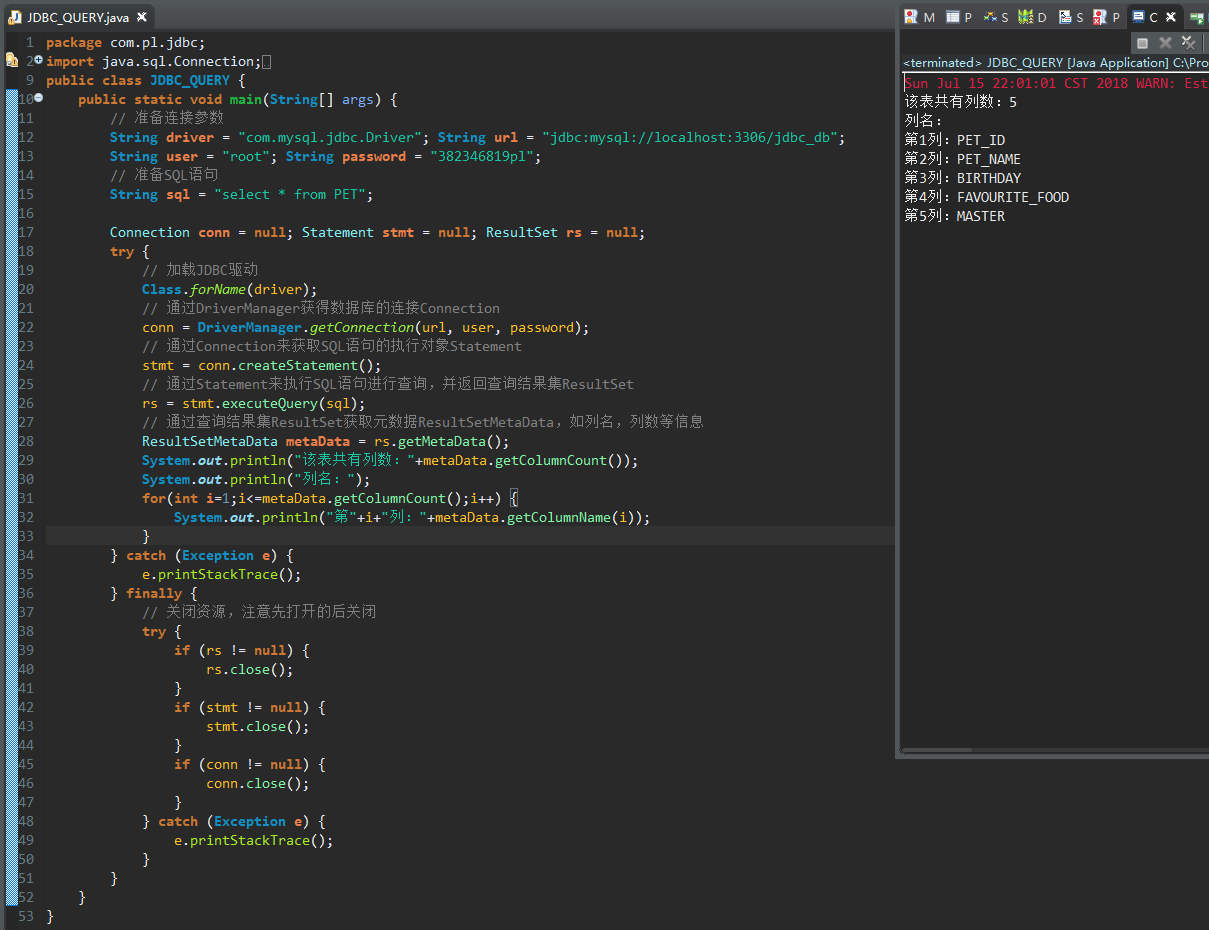 JDBC_QUERY.java
1 package com.pl.jdbc;
2 import java.sql.Connection;
9 public class JDBC_QUERY {
10 public static void main(String[] args) {
11 // 准备连接参数
12 String driver = "com.mysql.jdbc.Driver"; String url = "jdbc:mysql://localhost:3306/jdbc_db";
13 String user = "root"; String password = "382346819pl";
14 // 准备SQL语句
15 String sql = "select * from PET";
16
17 Connection conn = null; Statement stmt = null; ResultSet rs = null;
18 try {
19 // 加载JDBC驱动
20 Class.forName(driver);
21 // 通过DriverManager获得数据库的连接Connection
22 conn = DriverManager.getConnection(url, user, password);
23 // 通过Connection来获取SQL语句的执行对象Statement
24 stmt = conn.createStatement();
25 // 通过Statement来执行SQL语句进行查询，并返回查询结果集ResultSet
26 rs = stmt.executeQuery(sql);
27 // 通过查询结果集ResultSet获取元数据ResultSetMetaData，如列名，列数等信息
28 ResultSetMetaData metaData = rs.getMetaData();
29 System.out.println("该表共有列数："+metaData.getColumnCount());
30 System.out.println("列名：");
31 for(int i=1;i<=metaData.getColumnCount();i++) {
32 System.out.println("第"+i+"列："+metaData.getColumnName(i));
33 }
34 } catch (Exception e) {
35 e.printStackTrace();
36 } finally {
37 // 关闭资源，注意先打开的后关闭
38 try {
39 if (rs != null) {
40 rs.close();
41 }
42 if (stmt != null) {
43 stmt.close();
44 }
45 if (conn != null) {
46 conn.close();
47 }
48 } catch (Exception e) {
49 e.printStackTrace();
50 }
51 }
52 }
53 }
M P S D S P C
<terminated> JDBC_QUERY [Java Application] C:\Pro
Sun Jul 15 22:01:01 CST 2018 WARN: Est
该表共有列数：5
列名：
第1列：PET_ID
第2列：PET_NAME
第3列：BIRTHDAY
第4列：FAVOURITE_FOOD
第5列：MASTER